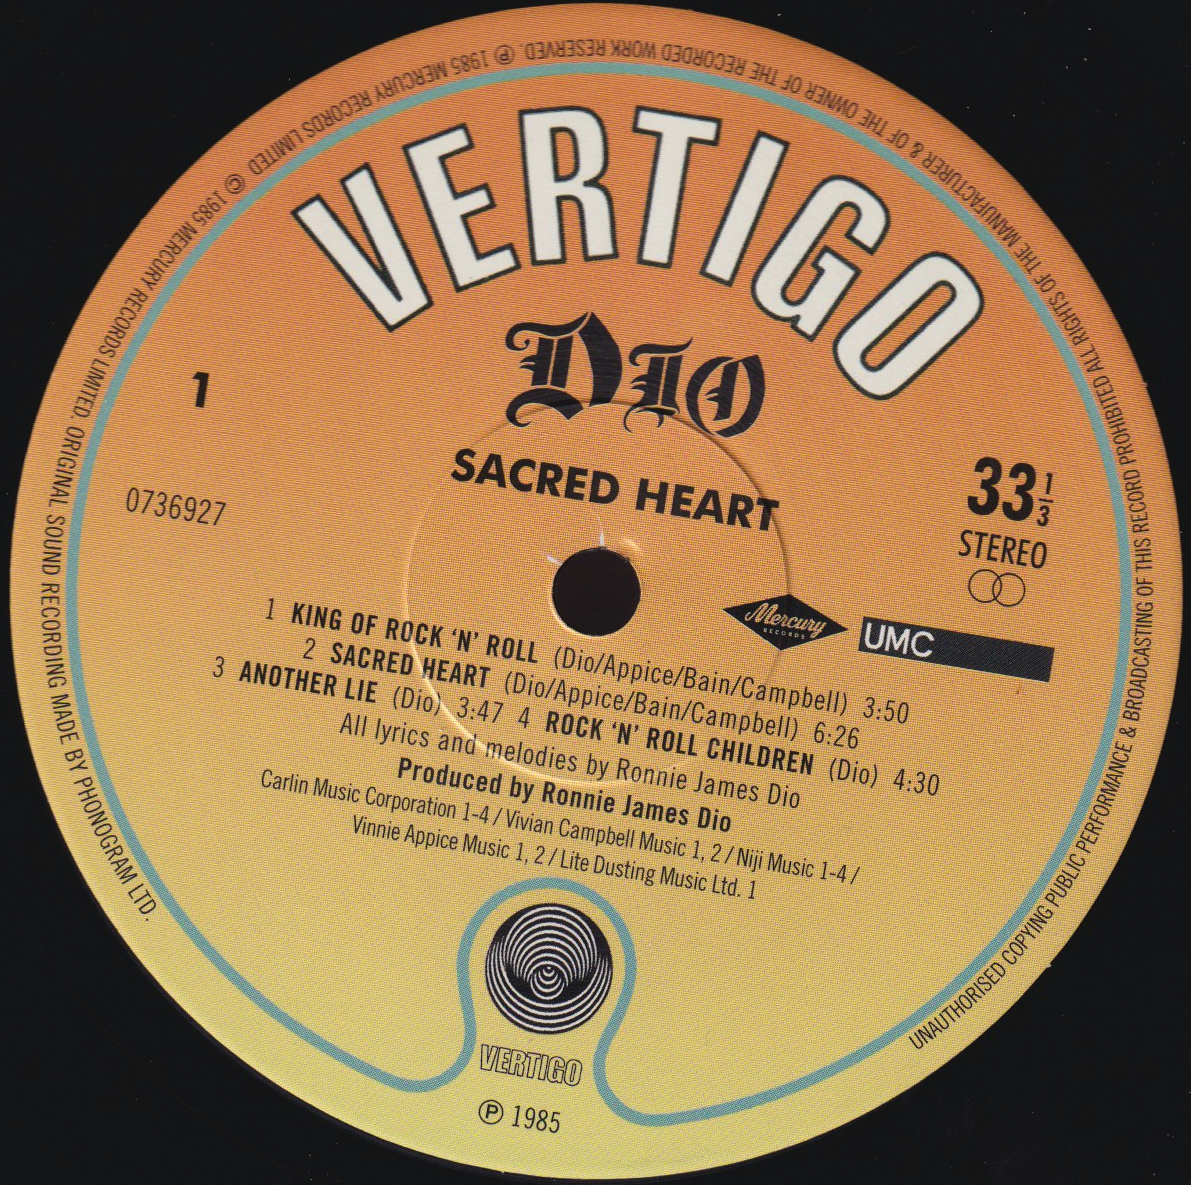 VERTIGO
DIO
SACRED HEART
1
0736927
33 1/3
STEREO
Mercury
RECORDS
UMC
1 KING OF ROCK ‘N’ ROLL (Dio/Appice/Bain/Campbell) 3:50
2 SACRED HEART (Dio/Appice/Bain/Campbell) 6:26
3 ANOTHER LIE (Dio) 3:47 4 ROCK ‘N’ ROLL CHILDREN (Dio) 4:30
All lyrics and melodies by Ronnie James Dio
Produced by Ronnie James Dio
Carlin Music Corporation 1-4 / Vivian Campbell Music 1, 2 / Niji Music 1-4 /
Vinnie Appice Music 1, 2 / Lite Dusting Music Ltd. 1
VERTIGO
Ⓟ 1985
UNAUTHORISED COPYING PUBLIC PERFORMANCE & BROADCASTING OF THIS RECORD PROHIBITED ALL RIGHTS OF THE MANUFACTURER & OF THE OWNER OF THE RECORDED WORK RESERVED. Ⓟ 1985 MERCURY RECORDS LIMITED © 1985 MERCURY RECORDS LIMITED. ORIGINAL SOUND RECORDING MADE BY PHONOGRAM LTD.